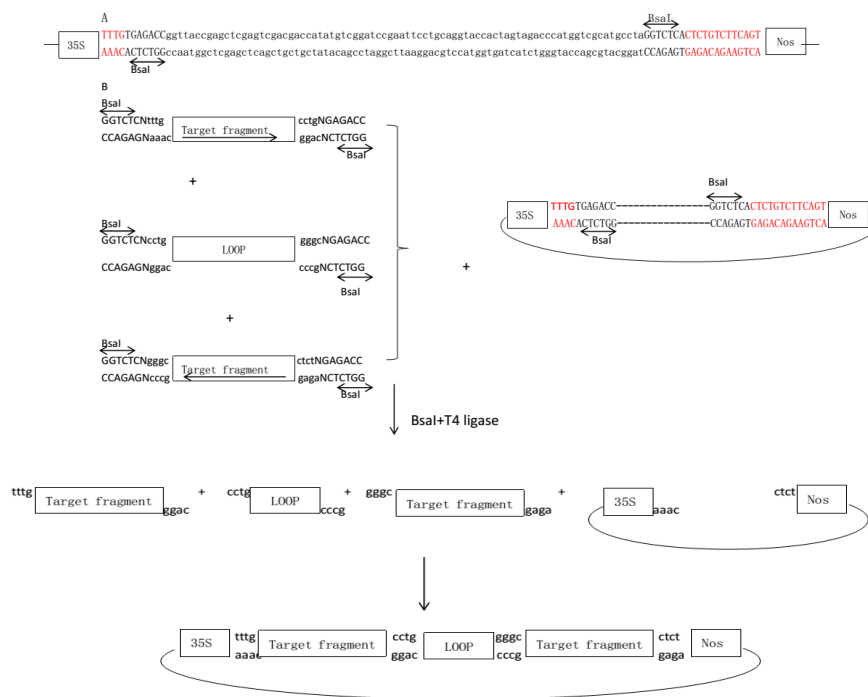 A
BsaI
35S TTTGTGAGACCggttaccgagctcgagtcgacgaccatatgtcggatccgaattcctgcaggtaccactagtagacccatggtcgcatgcctaGGTCTCACTCTGTCTTCAGT Nos
AAACACTCTGGccaatggctcgagctcagctgctgctatacagcctaggcttaaggacgtccatggtgatcatctgggtaccagcgtacggatCCAGAGTGAGACAGAAGTCA
BsaI
B
BsaI
GGTCTCNtttg Target fragment cctgNGAGACC
CCAGAGNaaac ggacNCTCTGG
BsaI
+
BsaI
GGTCTCNcctg LOOP gggcNGAGACC
CCAGAGNggac cccgNCTCTGG
BsaI
+
BsaI
GGTCTCNgggc Target fragment ctctNGAGACC
CCAGAGNcccg gagaNCTCTGG
BsaI
+
BsaI
35S TTTGTGAGACC----------------GGTCTCACTCTGTCTTCAGT Nos
AAACACTCTGG----------------CCAGAGTGAGACAGAAGTCA
BsaI
BsaI+T4 ligase
tttg Target fragment ggac + cctg LOOP cccg + gggc Target fragment gaga + 35S aaac ctct Nos
35S tttg Target fragment cctg LOOP gggc Target fragment ctct Nos
aaac ggac cccg gaga